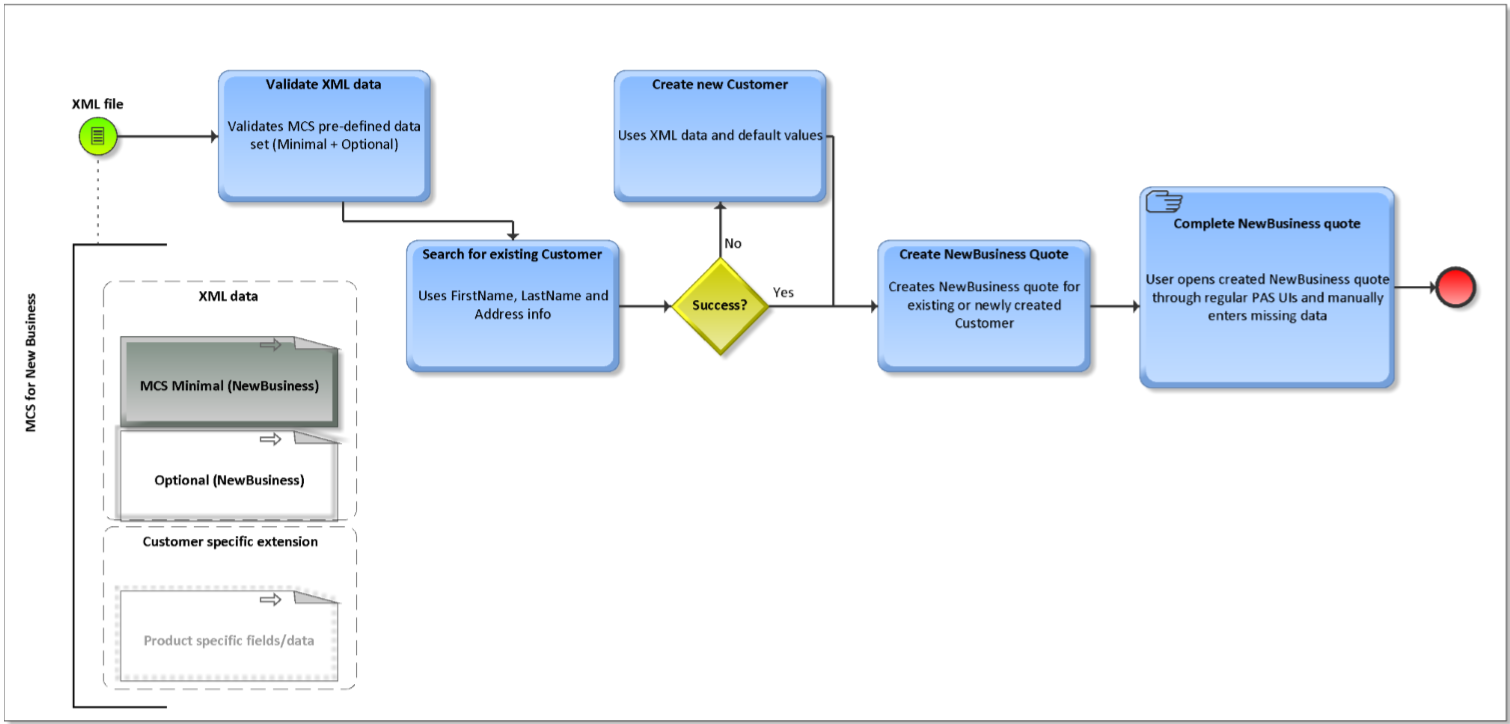 XML file
Validate XML data
Validates MCS pre-defined data
set (Minimal + Optional)
Create new Customer
Uses XML data and default values
Search for existing Customer
Uses FirstName, LastName and
Address info
No
Success?
Yes
Create NewBusiness Quote
Creates NewBusiness quote for
existing or newly created
Customer
Complete NewBusiness quote
User opens created NewBusiness quote
through regular PAS UIs and manually
enters missing data
MCS for New Business
XML data
MCS Minimal (NewBusiness)
Optional (NewBusiness)
Customer specific extension
Product specific fields/data